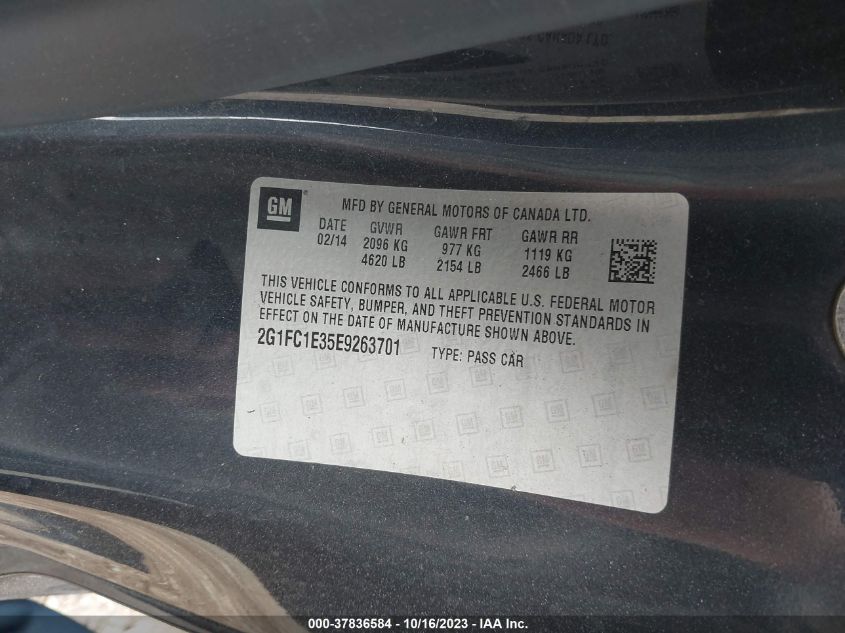 GM
MFD BY GENERAL MOTORS OF CANADA LTD.
DATE GVWR GAWR FRT GAWR RR
02/14 2096 KG 977 KG 1119 KG
4620 LB 2154 LB 2466 LB
THIS VEHICLE CONFORMS TO ALL APPLICABLE U.S. FEDERAL MOTOR
VEHICLE SAFETY, BUMPER, AND THEFT PREVENTION STANDARDS IN
EFFECT ON THE DATE OF MANUFACTURE SHOWN ABOVE.
2G1FC1E35E9263701 TYPE: PASS CAR
000-37836584 - 10/16/2023 - IAA Inc.